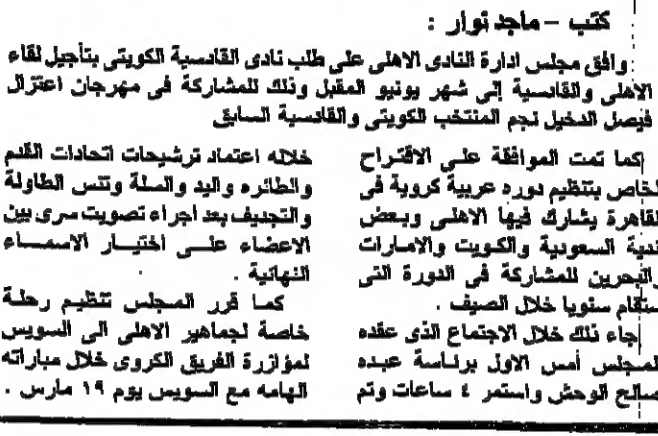 كتب – ماجد نوار :
وافق مجلس ادارة النادى الاهلى على طلب نادى القادسية الكويتى بتأجيل لقاء
الاهلى والقادسية إلى شهر يونيو المقبل وذلك للمشاركة فى مهرجان اعتزال
فيصل الدخيل نجم المنتخب الكويتى والقادسية السابق
كما تمت الموافقة على الاقتراح
لخاص بتنظيم دوره عربية كروية فى
لقاهرة يشارك فيها الاهلى وبعض
ندية السعودية والكويت والامارات
والبحرين للمشاركة فى الدورة التى
ستقام سنويا خلال الصيف .
جاء ذلك خلال الاجتماع الذى عقده
المجلس أمس الاول برئاسة عبده
صالح الوحش واستمر ٤ ساعات وتم
خلاله اعتماد ترشيحات اتحادات القدم
والطائره واليد والسلة وتنس الطاولة
والتجديف بعد اجراء تصويت سرى بين
الاعضاء على اختيار الاسماء
النهائية .
كما قرر المجلس تنظيم رحلة
خاصة لجماهير الاهلى الى السويس
لمؤازرة الفريق الكروى خلال مباراته
الهامه مع السويس يوم ١٩ مارس .